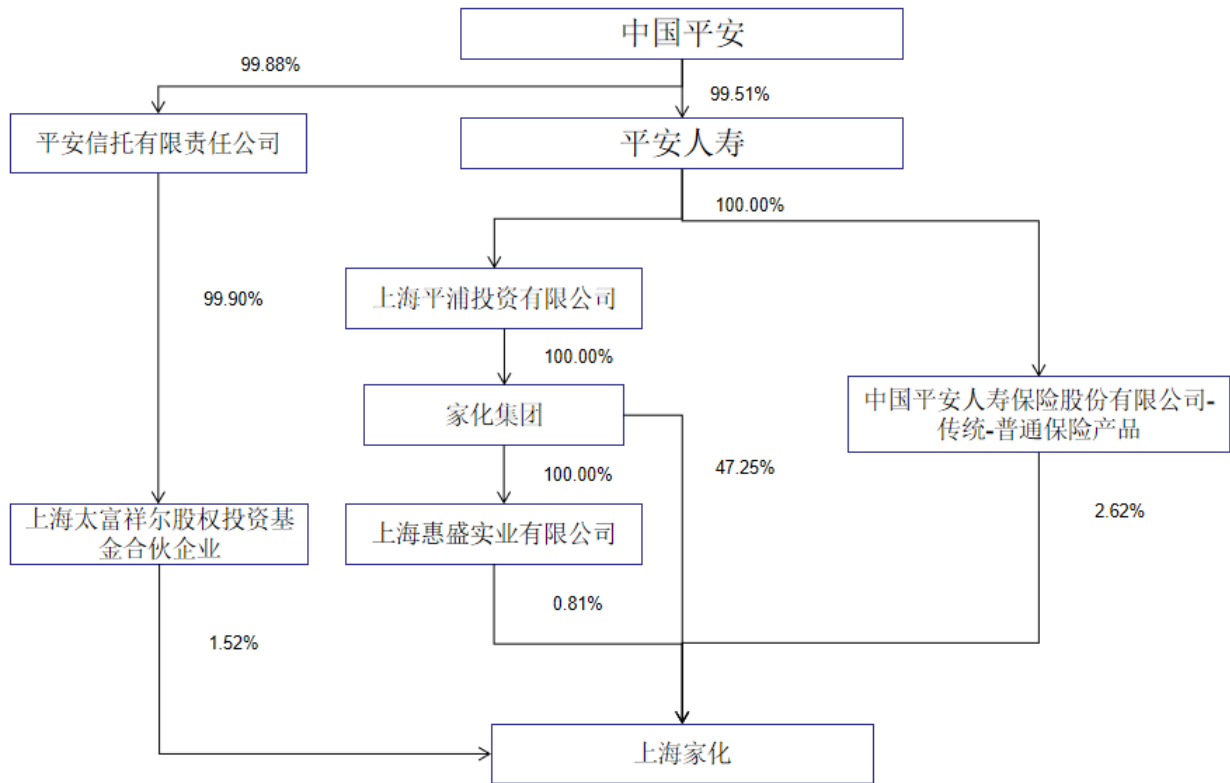 中国平安
99.88%
99.51%
平安信托有限责任公司
平安人寿
100.00%
上海平浦投资有限公司
99.90%
100.00%
家化集团
中国平安人寿保险股份有限公司-
传统-普通保险产品
47.25%
100.00%
上海太富祥尔股权投资基
金合伙企业
上海惠盛实业有限公司
2.62%
0.81%
1.52%
上海家化